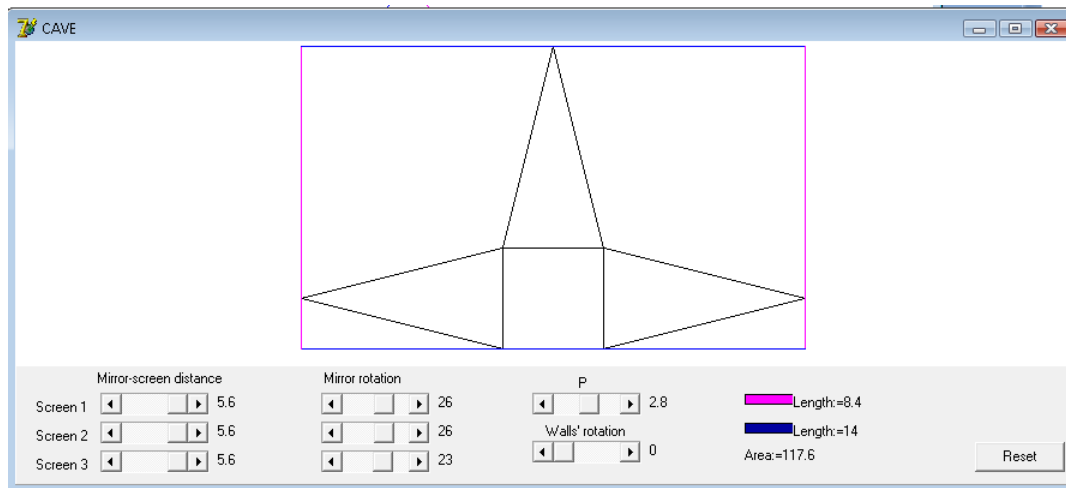 CAVE
Mirror-screen distance Mirror rotation P
Screen 1 5.6 26 2.8 Length:=8.4
Screen 2 5.6 26 Walls' rotation Length:=14
Screen 3 5.6 23 0 Area:=117.6 Reset